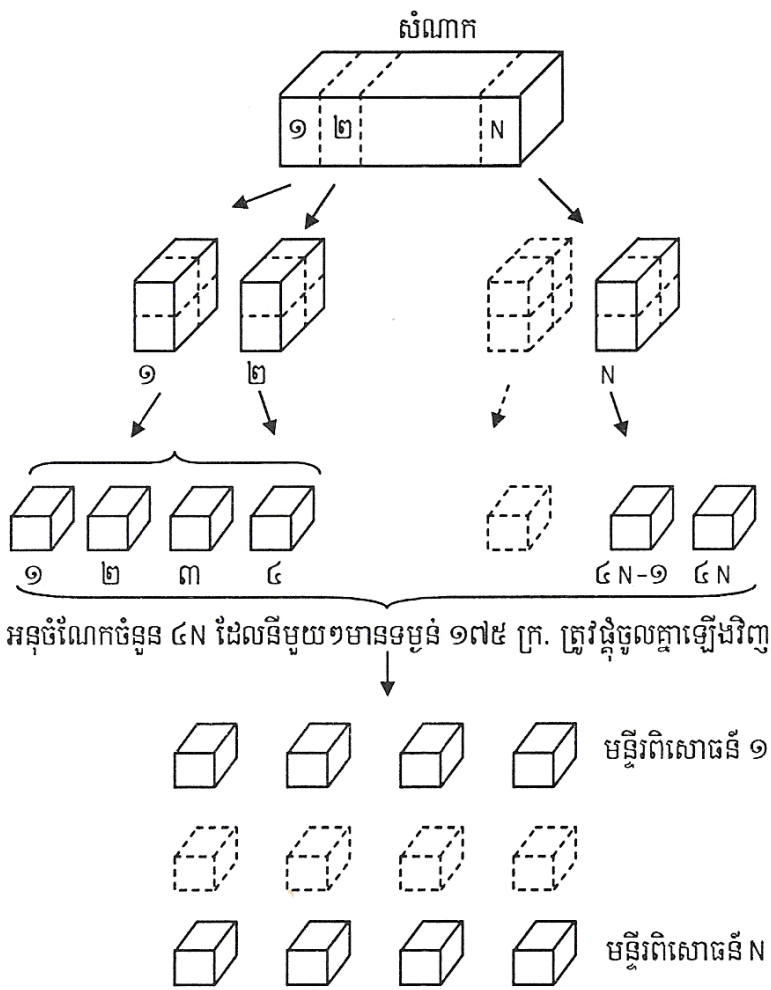 សំណាក
១ ២ N
១ ២ N
១ ២ ៣ ៤ ៤N-១ ៤N
អនុចំណែកចំនួន ៤N ដែលនីមួយៗមានទម្ងន់ ១៧៥ ក្រ. ត្រូវផ្គុំចូលគ្នាឡើងវិញ
មន្ទីរពិសោធន៍ ១
មន្ទីរពិសោធន៍ N